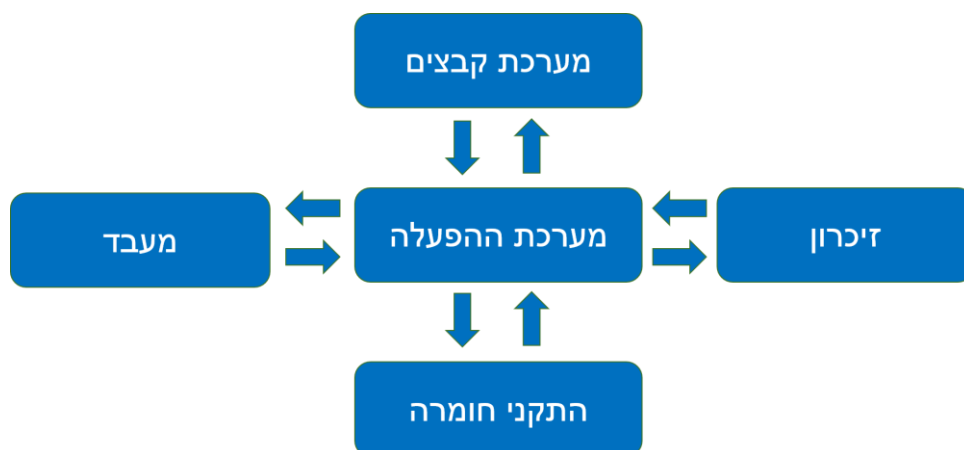 מערכת קבצים
זיכרון
מערכת ההפעלה
מעבד
התקני חומרה